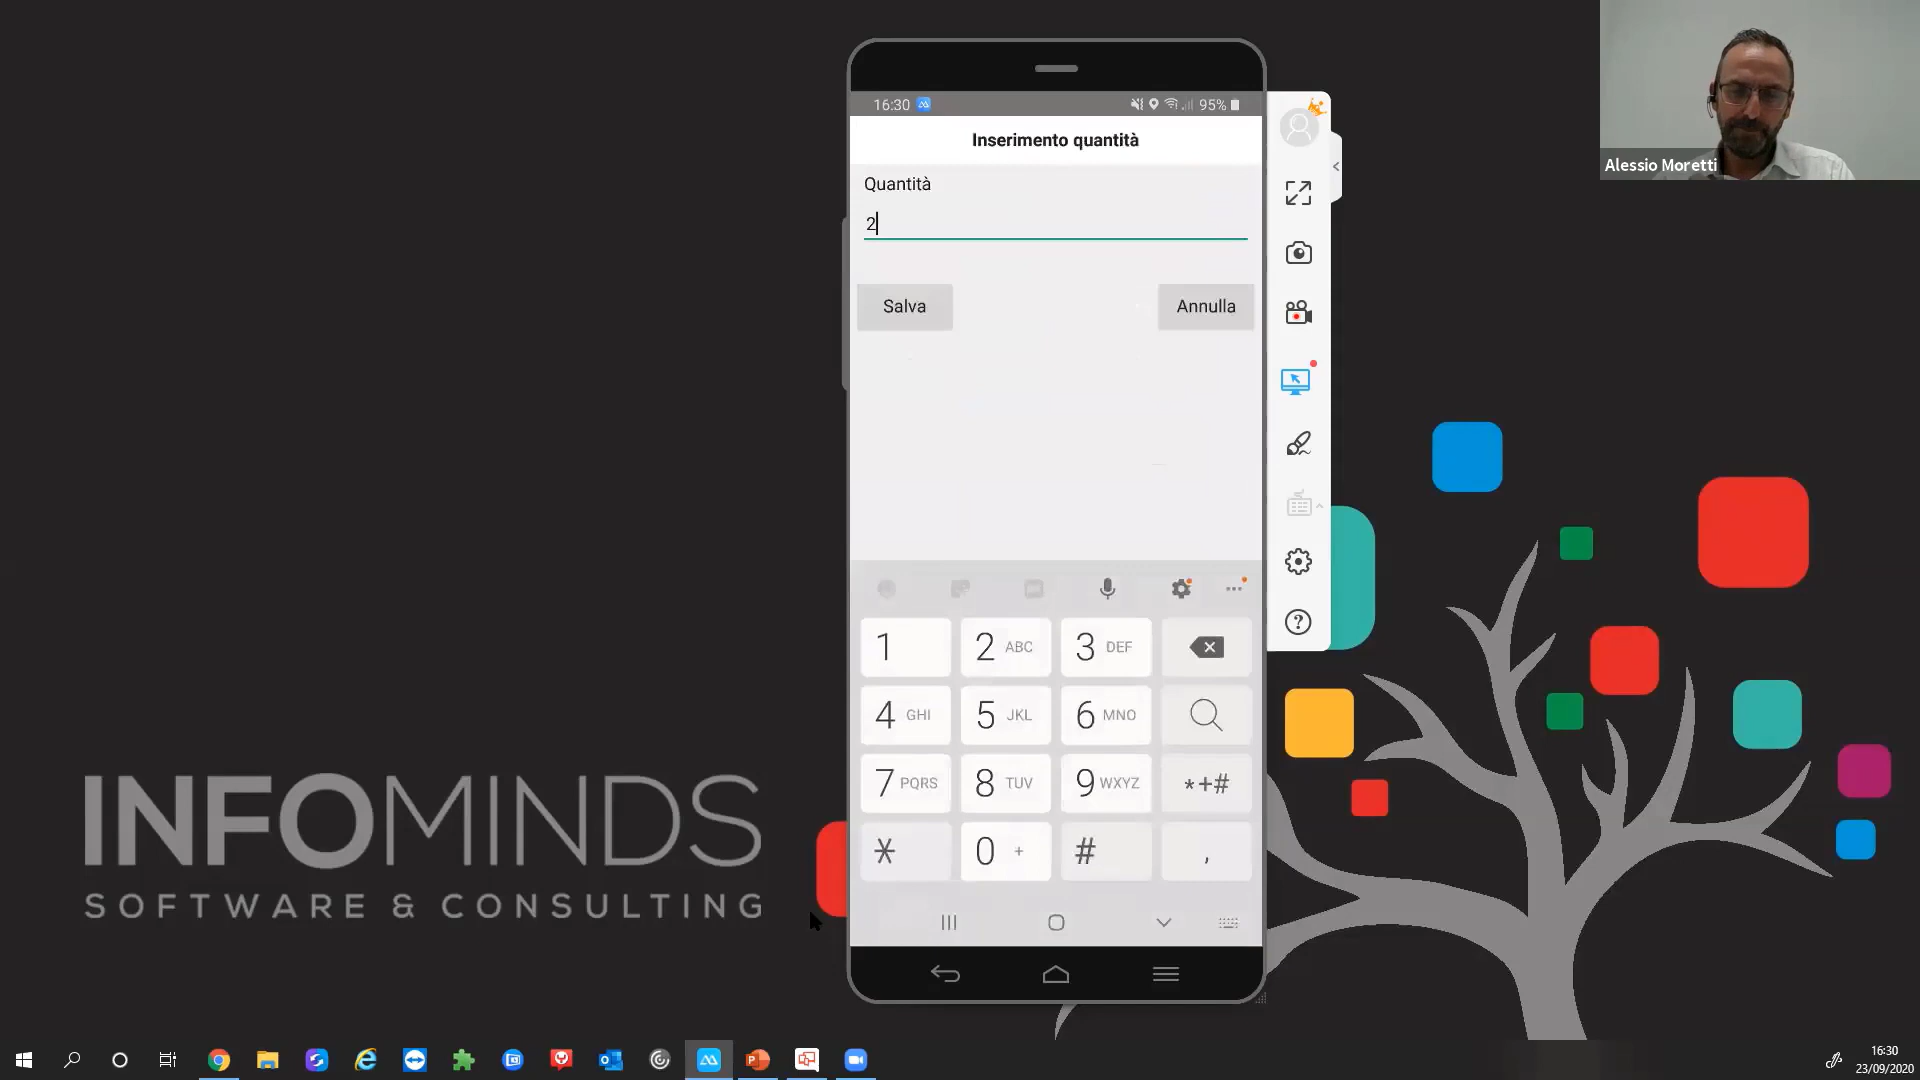 16:30
95%
Inserimento quantità
Quantità
2
Salva
Annulla
1
2 ABC
3 DEF
4 GHI
5 JKL
6 MNO
7 PQRS
8 TUV
9 WXYZ
*+#
*
0 +
#
,
Alessio Moretti
INFOMINDS
SOFTWARE & CONSULTING
16:30
23/09/2020